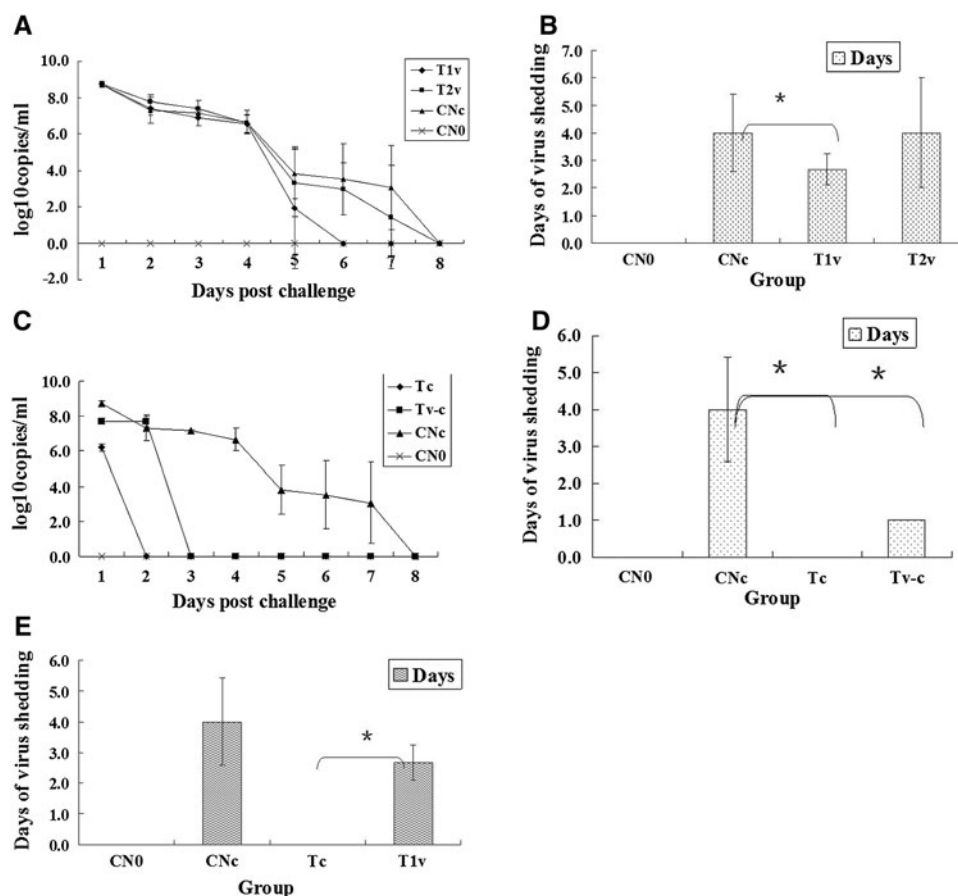 A
log10copies/ml
10.0
8.0
6.0
4.0
2.0
0.0
-2.0
1 2 3 4 5 6 7 8
Days post challenge
T1v
T2v
CNc
CN0
B
Days of virus shedding
7.0
6.0
5.0
4.0
3.0
2.0
1.0
0.0
Days
*
CN0 CNc T1v T2v
Group
C
log10copies/ml
10.0
8.0
6.0
4.0
2.0
0.0
1 2 3 4 5 6 7 8
Days post challenge
Tc
Tv-c
CNc
CN0
D
Days of virus shedding
6.0
5.0
4.0
3.0
2.0
1.0
0.0
Days
* *
CN0 CNc Tc Tv-c
Group
E
Days of virus shedding
6.0
5.0
4.0
3.0
2.0
1.0
0.0
Days
*
CN0 CNc Tc T1v
Group